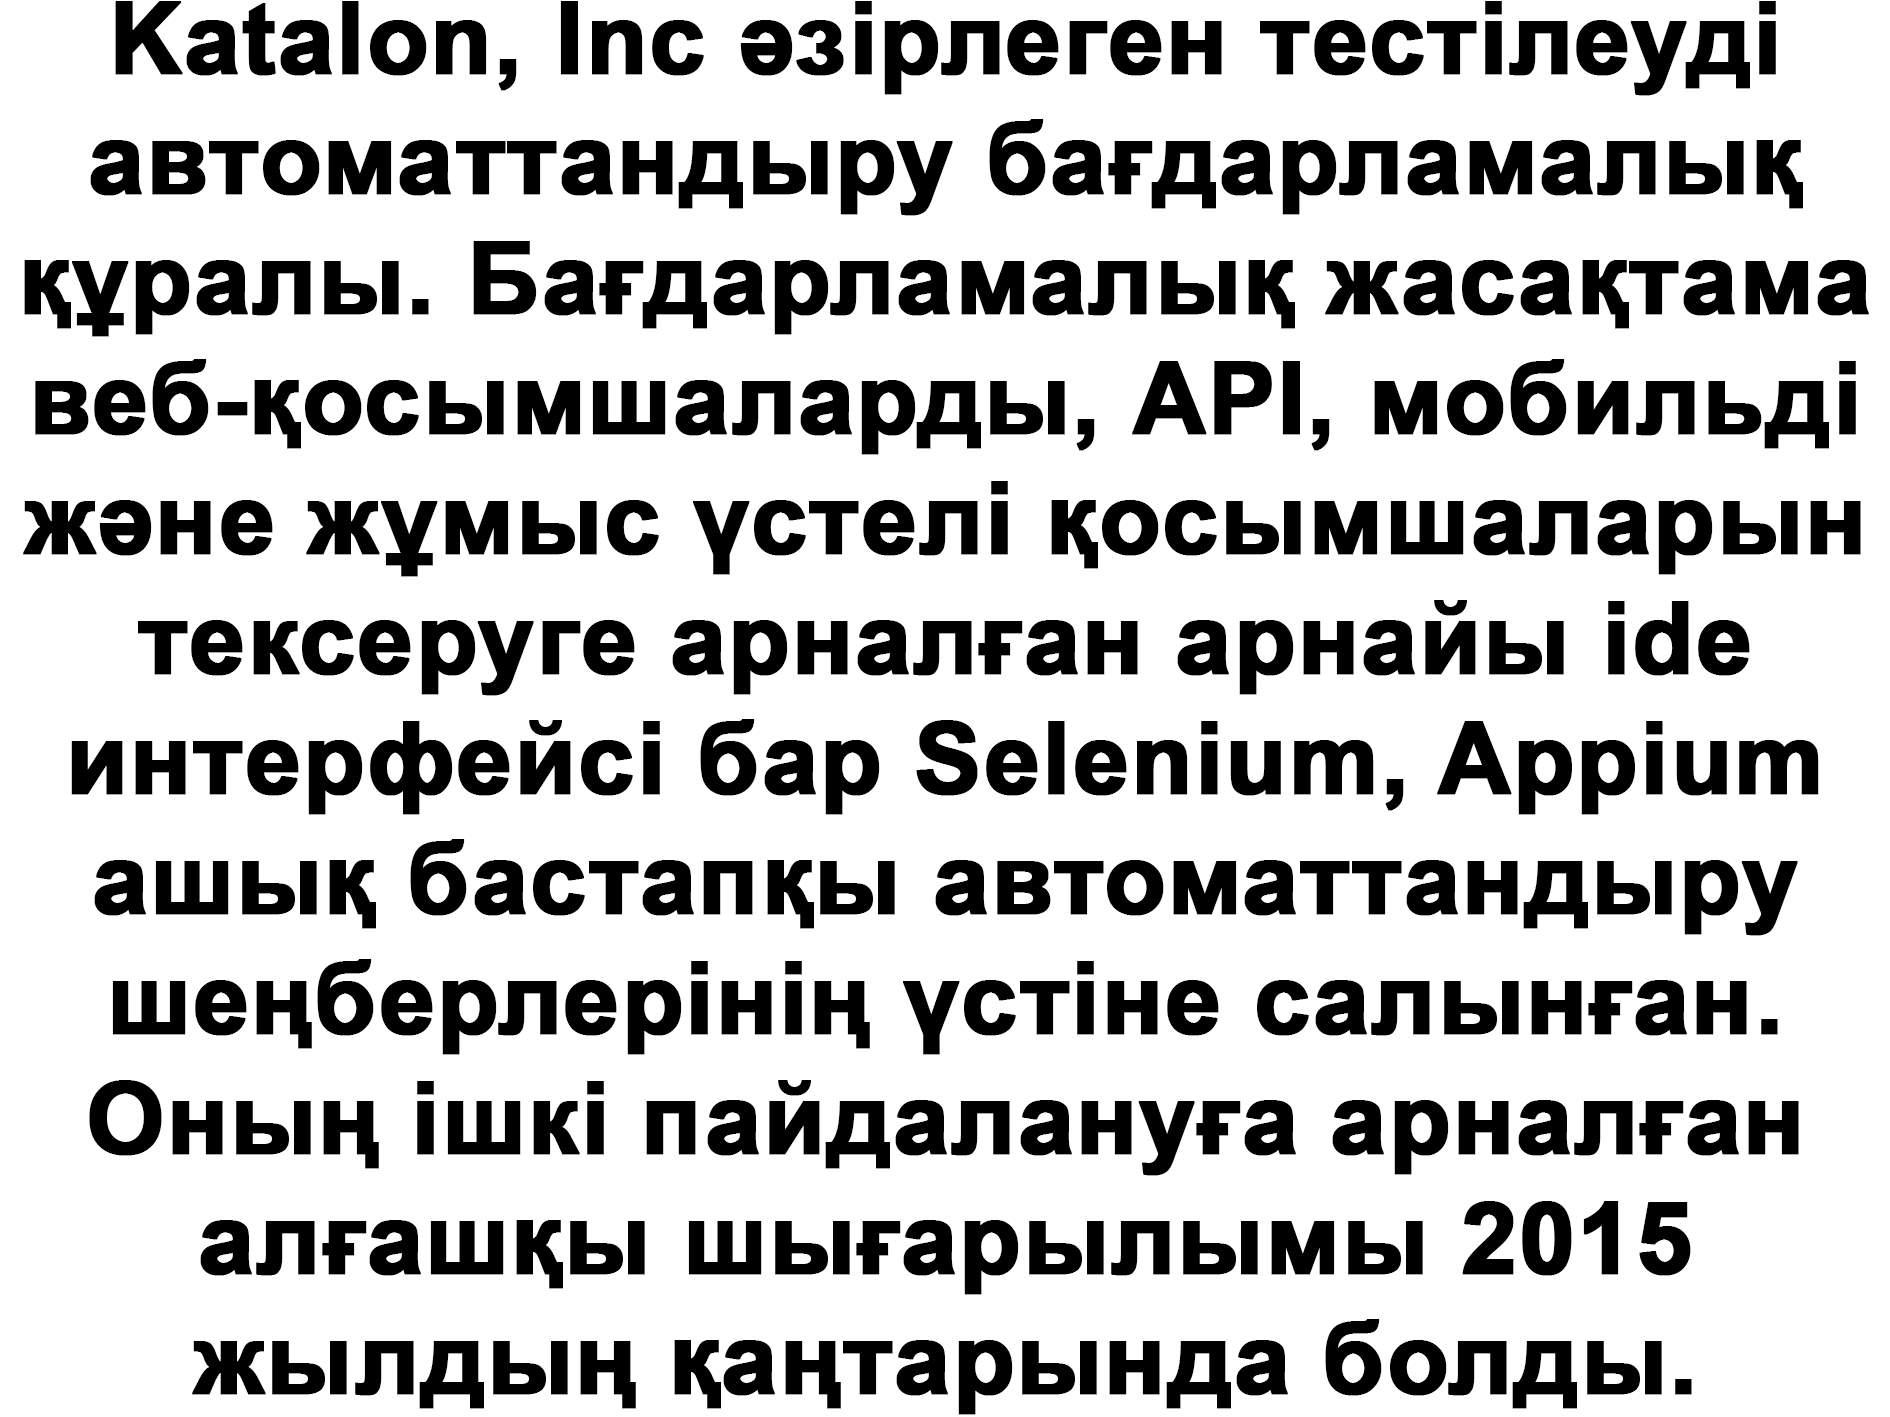 Katalon, Inc әзірлеген тестілеуді
автоматтандыру бағдарламалық
құралы. Бағдарламалық жасақтама
веб-қосымшаларды, API, мобильді
және жұмыс үстелі қосымшаларын
тексеруге арналған арнайы ide
интерфейсі бар Selenium, Appium
ашық бастапқы автоматтандыру
шеңберлерінің үстіне салынған.
Оның ішкі пайдалануға арналған
алғашқы шығарылымы 2015
жылдың қаңтарында болды.